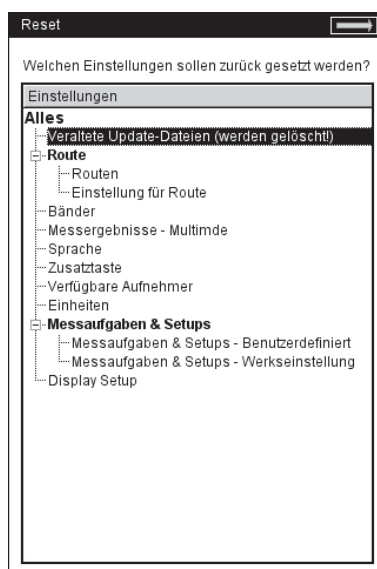 Reset
Welchen Einstellungen sollen zurück gesetzt werden?
Einstellungen
Alles
Veraltete Update-Dateien (werden gelöscht!)
Route
Routen
Einstellung für Route
Bänder
Messergebnisse - Multimde
Sprache
Zusatztaste
Verfügbare Aufnehmer
Einheiten
Messaufgaben & Setups
Messaufgaben & Setups - Benutzerdefiniert
Messaufgaben & Setups - Werkseinstellung
Display Setup